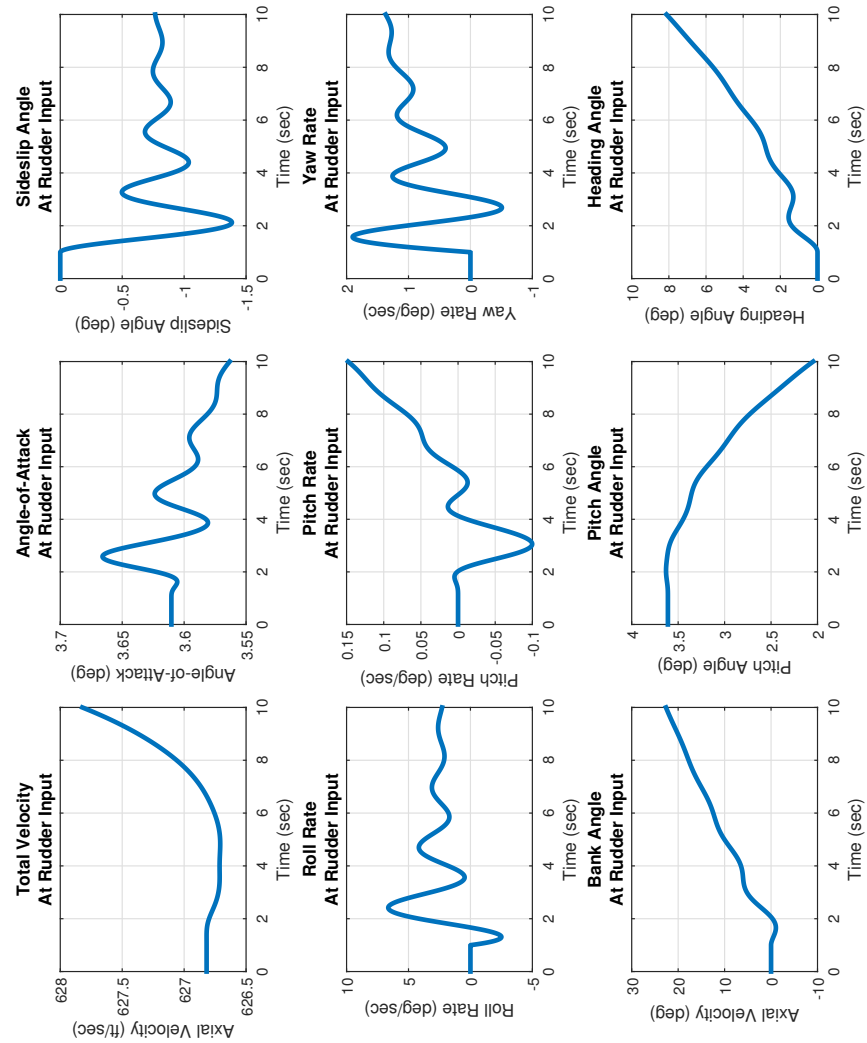 Total Velocity
At Rudder Input
Axial Velocity (ft/sec)
628
627.5
627
626.5
0 2 4 6 8 10
Time (sec)
Angle-of-Attack
At Rudder Input
Angle-of-Attack (deg)
3.7
3.65
3.6
3.55
0 2 4 6 8 10
Time (sec)
Sideslip Angle
At Rudder Input
Sideslip Angle (deg)
0
-0.5
-1
-1.5
0 2 4 6 8 10
Time (sec)
Roll Rate
At Rudder Input
Roll Rate (deg/sec)
10
5
0
-5
0 2 4 6 8 10
Time (sec)
Pitch Rate
At Rudder Input
Pitch Rate (deg/sec)
0.15
0.1
0.05
0
-0.05
-0.1
0 2 4 6 8 10
Time (sec)
Yaw Rate
At Rudder Input
Yaw Rate (deg/sec)
2
1
0
-1
0 2 4 6 8 10
Time (sec)
Bank Angle
At Rudder Input
Axial Velocity (deg)
30
20
10
0
-10
0 2 4 6 8 10
Time (sec)
Pitch Angle
At Rudder Input
Pitch Angle (deg)
4
3.5
3
2.5
2
0 2 4 6 8 10
Time (sec)
Heading Angle
At Rudder Input
Heading Angle (deg)
10
8
6
4
2
0
0 2 4 6 8 10
Time (sec)